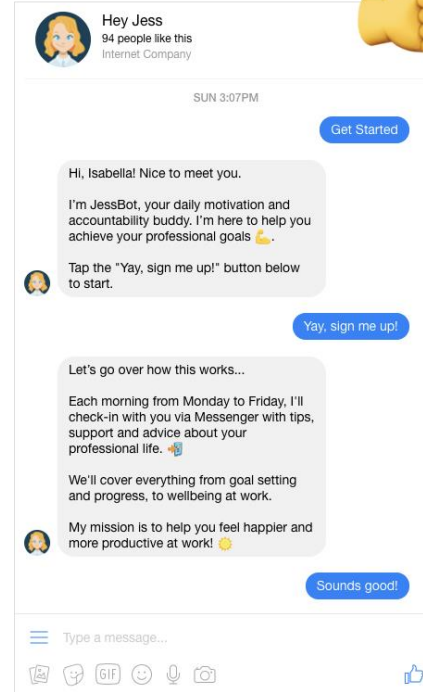 Hey Jess
94 people like this
Internet Company
SUN 3:07PM
Get Started
Hi, Isabella! Nice to meet you.
I'm JessBot, your daily motivation and
accountability buddy. I'm here to help you
achieve your professional goals 💪.
Tap the "Yay, sign me up!" button below
to start.
Yay, sign me up!
Let's go over how this works...
Each morning from Monday to Friday, I'll
check-in with you via Messenger with tips,
support and advice about your
professional life. 📲
We'll cover everything from goal setting
and progress, to wellbeing at work.
My mission is to help you feel happier and
more productive at work! 🌞
Sounds good!
Type a message...
GIF